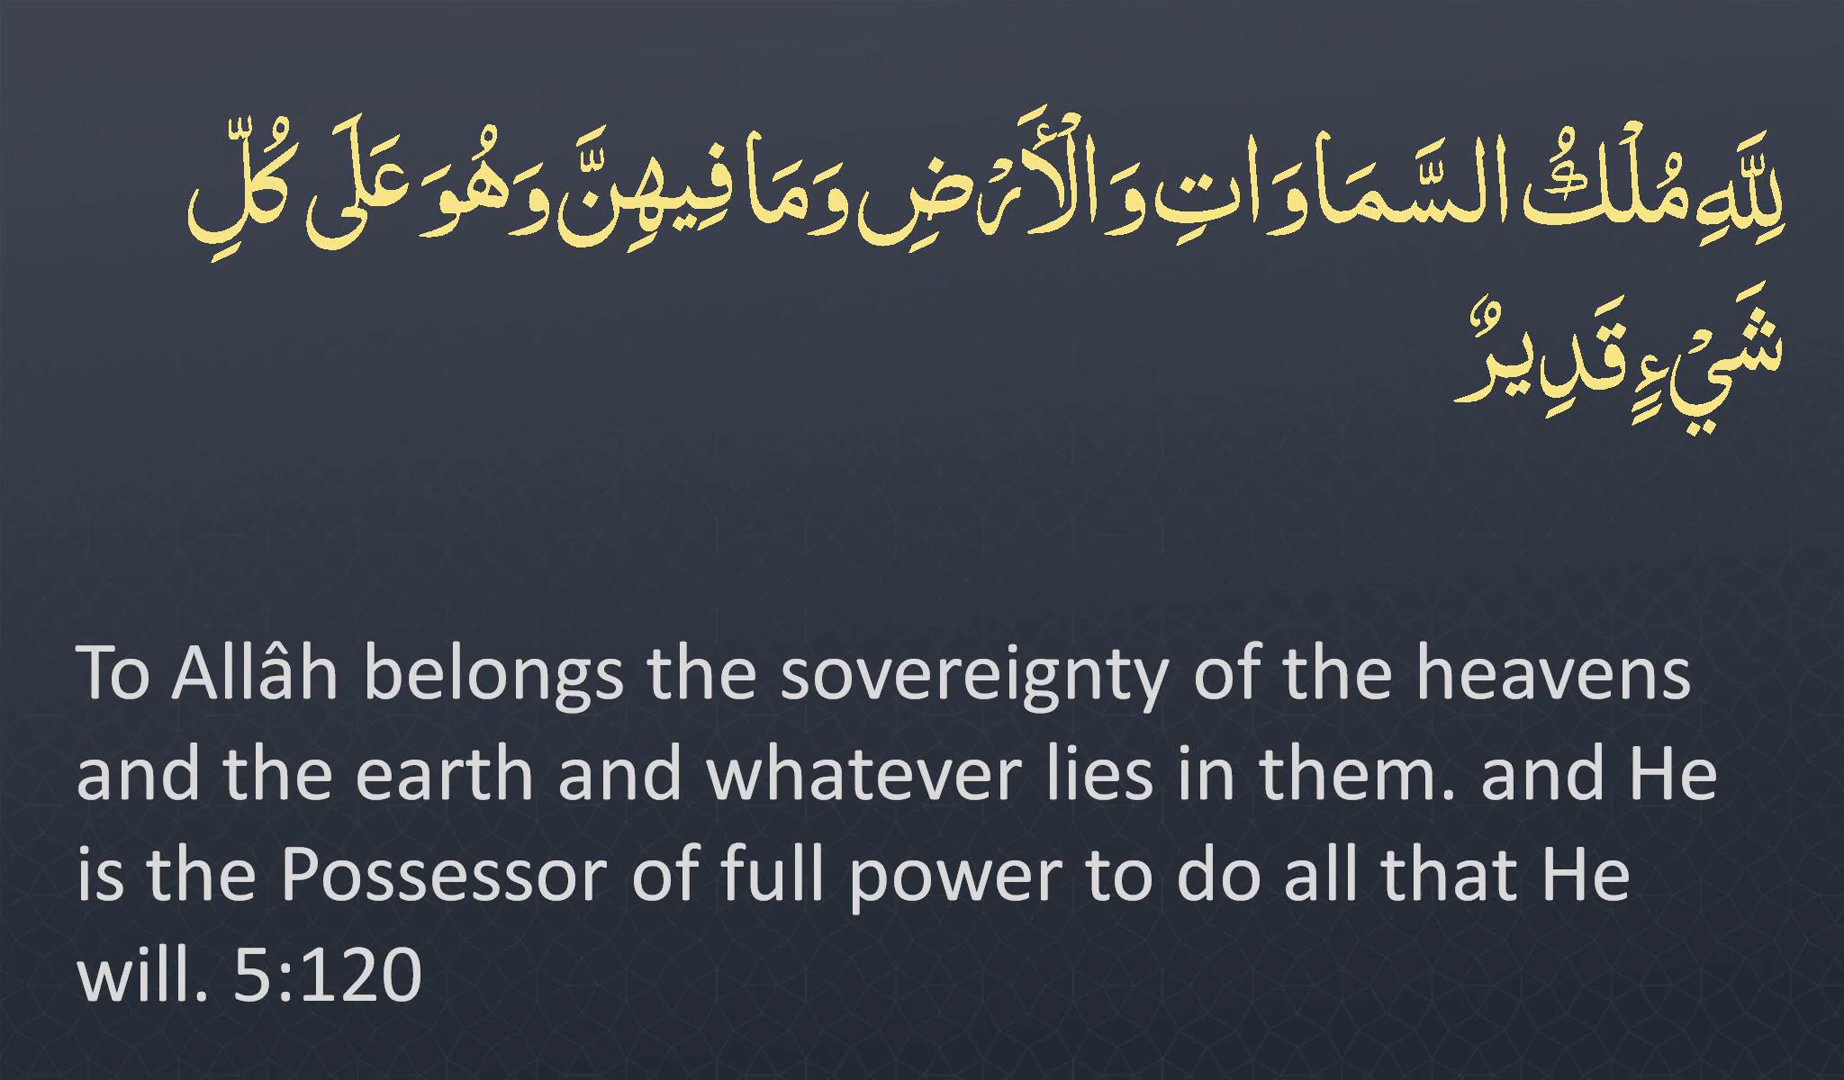 لِلَّهِ مُلْكُ السَّمَاوَاتِ وَالْأَرْضِ وَمَا فِيهِنَّ وَهُوَ عَلَى كُلِّ
شَيْءٍ قَدِيرٌ
To Allâh belongs the sovereignty of the heavens
and the earth and whatever lies in them. and He
is the Possessor of full power to do all that He
will. 5:120